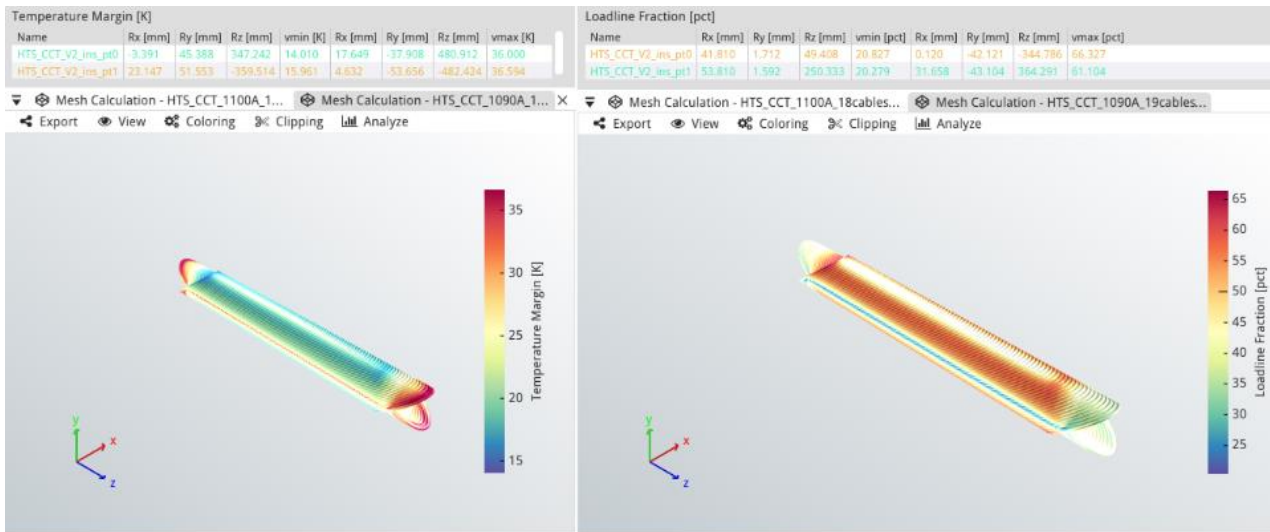 Temperature Margin [K]
Name Rx [mm] Ry [mm] Rz [mm] vmin [K] Rx [mm] Ry [mm] Rz [mm] vmax [K]
HTS_CCT_V2_ins_pt0 -3.391 45.388 347.242 14.010 17.649 -37.908 480.912 36.000
HTS_CCT_V2_ins_pt1 23.147 51.553 -359.514 15.961 4.632 -53.656 -482.424 36.594
Mesh Calculation - HTS_CCT_1100A_1... Mesh Calculation - HTS_CCT_1090A_1...
Export View Coloring Clipping Analyze
35
30
25
20
15
Temperature Margin [K]
y
x
z
Loadline Fraction [pct]
Name Rx [mm] Ry [mm] Rz [mm] vmin [pct] Rx [mm] Ry [mm] Rz [mm] vmax [pct]
HTS_CCT_V2_ins_pt0 41.810 1.712 49.408 20.827 0.120 -42.121 -344.786 66.327
HTS_CCT_V2_ins_pt1 53.810 1.592 250.333 20.279 31.658 -43.104 364.291 61.104
Mesh Calculation - HTS_CCT_1100A_18cables... Mesh Calculation - HTS_CCT_1090A_19cables...
Export View Coloring Clipping Analyze
65
60
55
50
45
40
35
30
25
Loadline Fraction [pct]
y
x
z